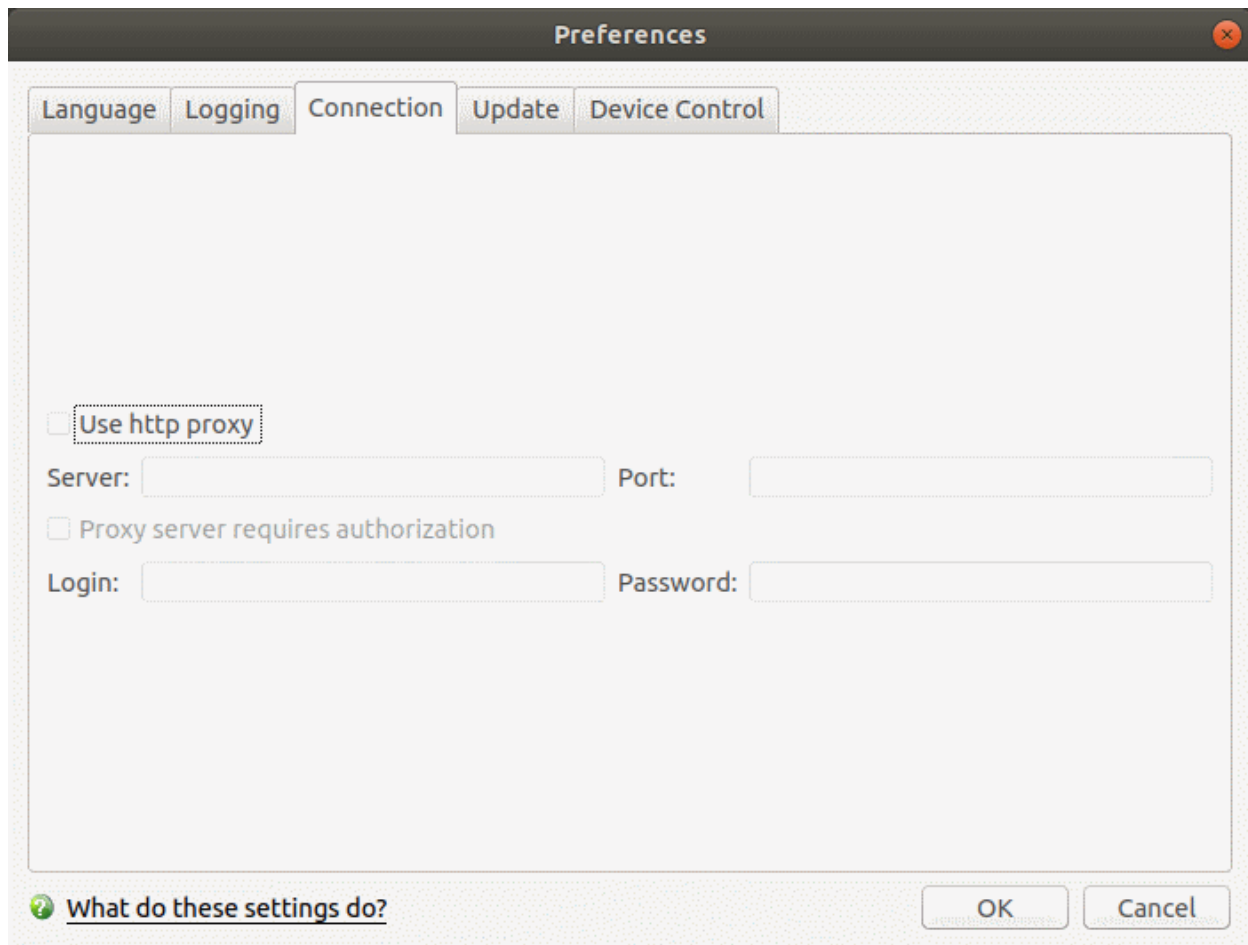 Preferences
Language Logging Connection Update Device Control
Use http proxy
Server: Port:
Proxy server requires authorization
Login: Password:
What do these settings do? OK Cancel